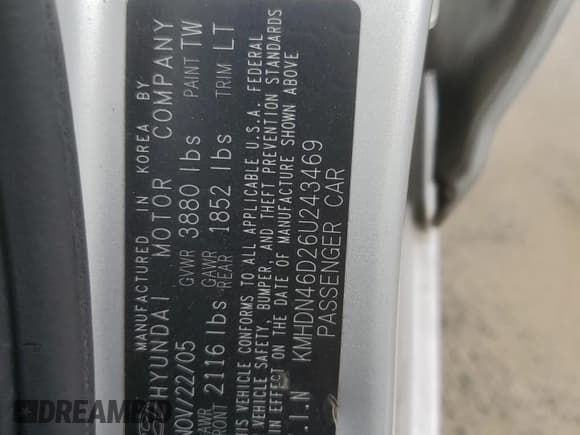 MANUFACTURED IN KOREA BY
HYUNDAI MOTOR COMPANY
NOV/22/05 GVWR 3880 lbs PAINT TW
GAWR FRONT 2116 lbs GAWR REAR 1852 lbs TRIM LT
THIS VEHICLE CONFORMS TO ALL APPLICABLE U.S.A. FEDERAL
VEHICLE SAFETY, BUMPER, AND THEFT PREVENTION STANDARDS
IN EFFECT ON THE DATE OF MANUFACTURE SHOWN ABOVE
V.I.N KMHDN46D26U243469
PASSENGER CAR
DREAMBID